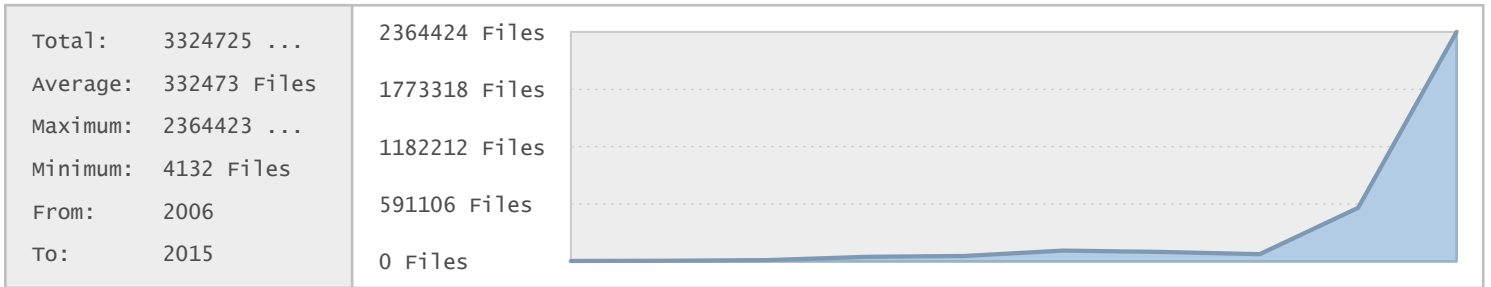 Total: 3324725 ...
Average: 332473 Files
Maximum: 2364423 ...
Minimum: 4132 Files
From: 2006
To: 2015
2364424 Files
1773318 Files
1182212 Files
591106 Files
0 Files